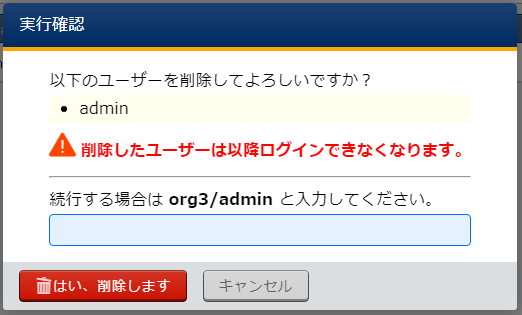 実行確認
以下のユーザーを削除してよろしいですか？
• admin
削除したユーザーは以降ログインできなくなります。
続行する場合は org3/admin と入力してください。
はい、削除します
キャンセル